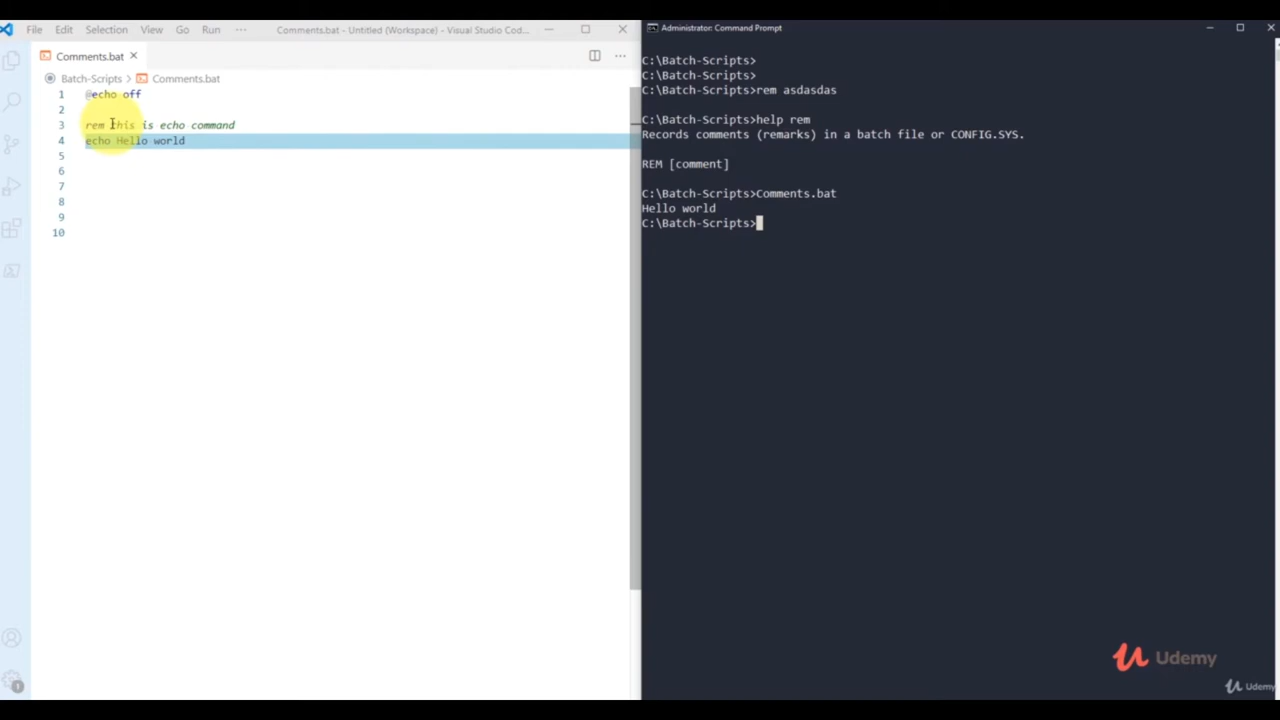 File Edit Selection View Go Run ··· Comments.bat - Untitled (Workspace) - Visual Studio Cod...
Comments.bat
Batch-Scripts > Comments.bat
1 @echo off
2
3 rem this is echo command
4 echo Hello world
5
6
7
8
9
10
1
Administrator: Command Prompt
C:\Batch-Scripts>
C:\Batch-Scripts>
C:\Batch-Scripts>rem asdasdas
C:\Batch-Scripts>help rem
Records comments (remarks) in a batch file or CONFIG.SYS.
REM [comment]
C:\Batch-Scripts>Comments.bat
Hello world
C:\Batch-Scripts>
Udemy
Udemy